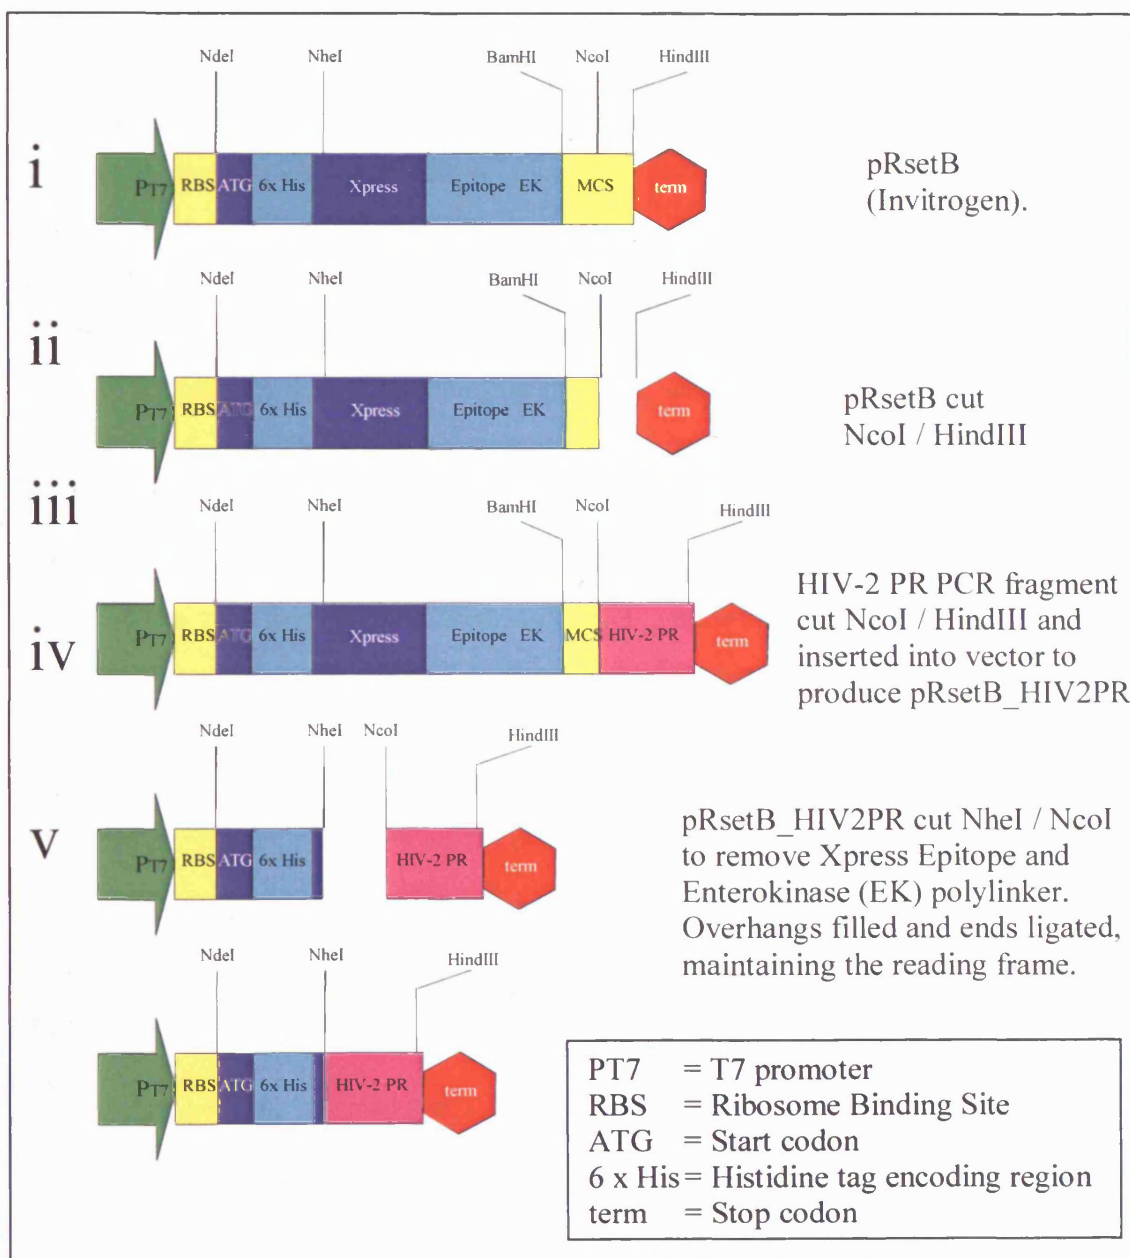 NdeI NheI BamHI NcoI HindIII
i
PT7 RBS ATG 6x His Xpress Epitope EK MCS term
pRsetB
(Invitrogen).
NdeI NheI BamHI NcoI HindIII
ii
PT7 RBS ATG 6x His Xpress Epitope EK term
pRsetB cut
NcoI / HindIII
iii
NdeI NheI BamHI NcoI HindIII
PT7 RBS ATG 6x His Xpress Epitope EK MCS HIV-2 PR term
HIV-2 PR PCR fragment
cut NcoI / HindIII and
inserted into vector to
produce pRsetB_HIV2PR
iv
NdeI NheI NcoI HindIII
v
PT7 RBS ATG 6x His HIV-2 PR term
pRsetB_HIV2PR cut NheI / NcoI
to remove Xpress Epitope and
Enterokinase (EK) polylinker.
Overhangs filled and ends ligated,
maintaining the reading frame.
NdeI NheI HindIII
PT7 RBS ATG 6x His HIV-2 PR term
PT7 = T7 promoter
RBS = Ribosome Binding Site
ATG = Start codon
6 x His = Histidine tag encoding region
term = Stop codon